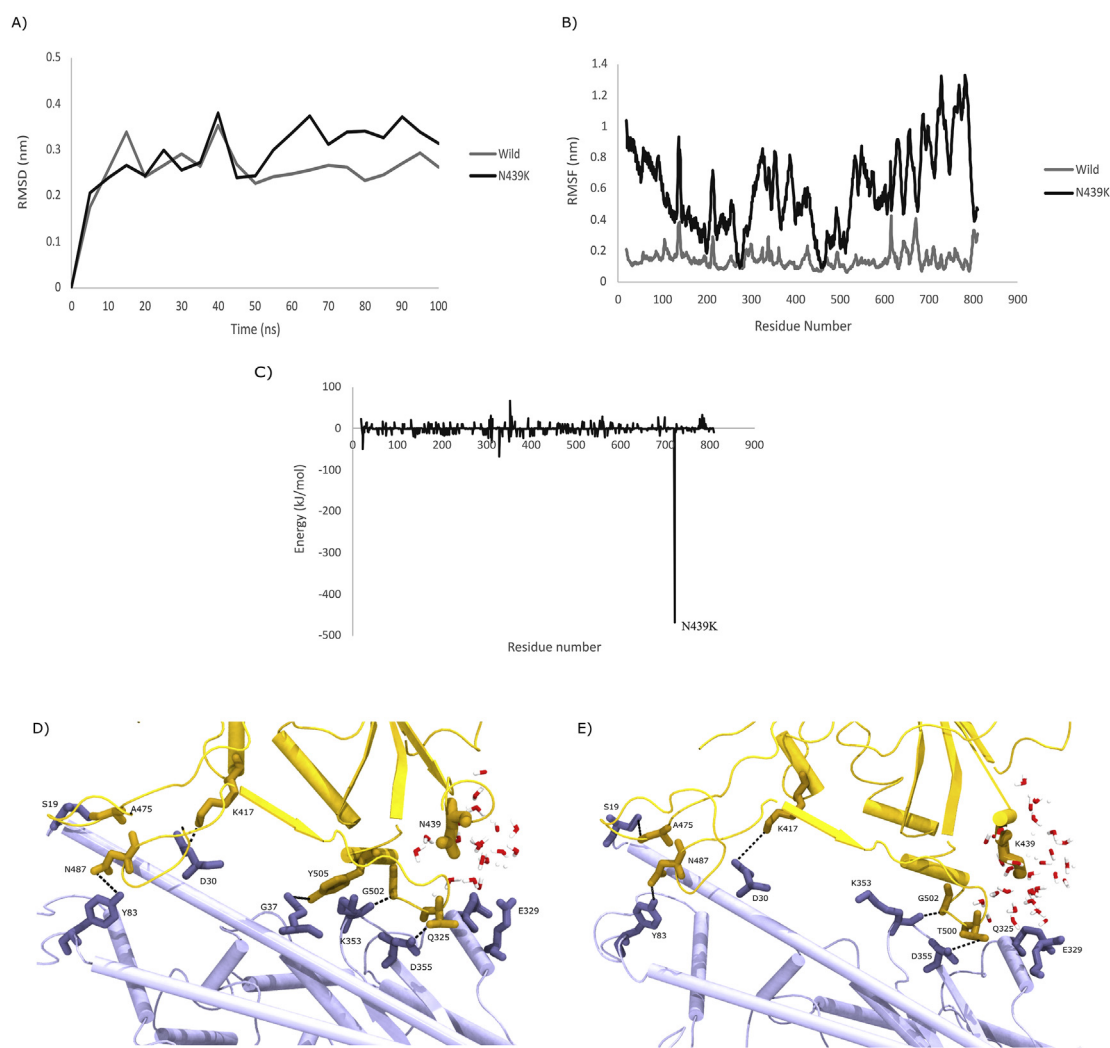 A)
0.5
0.4
0.3
0.2
0.1
0
RMSD (nm)
0 10 20 30 40 50 60 70 80 90 100
Time (ns)
Wild
N439K
B)
1.4
1.2
1
0.8
0.6
0.4
0.2
0
RMSF (nm)
0 100 200 300 400 500 600 700 800 900
Residue Number
Wild
N439K
C)
100
0
-100
-200
-300
-400
-500
Energy (kJ/mol)
0 100 200 300 400 500 600 700 800 900
N439K
Residue number
D)
S19
A475
K417
N439
N487
D30
Y505
Y83
G37
G502
E329
K353
Q325
D355
E)
S19
A475
K417
K439
N487
K353
D30
G502
Y83
T500
Q325
D355
E329